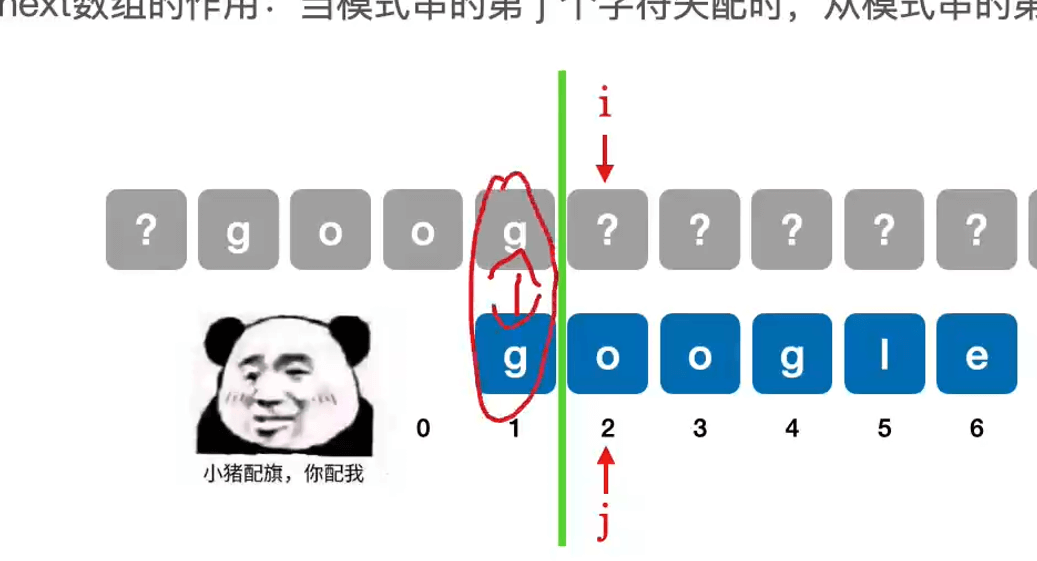 next数组的作用：当模式串的第 j 个字符失配时，从模式串的第
i
? g o o g ? ? ? ? ?
g o o g l e
0 1 2 3 4 5 6
小猪配旗，你配我
j